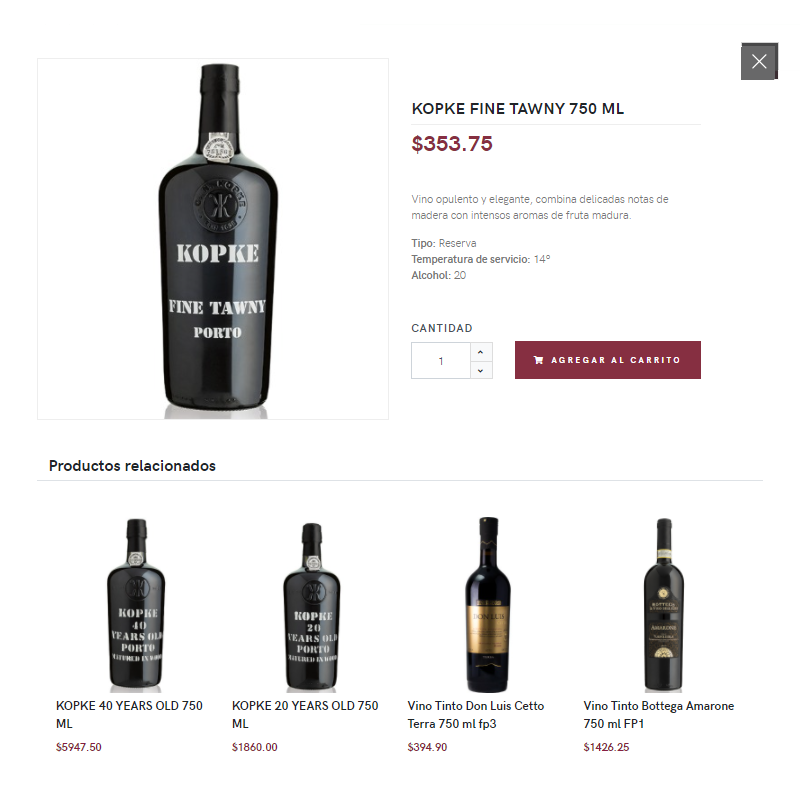 KOPKE
FINE TAWNY
PORTO
KOPKE FINE TAWNY 750 ML
$353.75
Vino opulento y elegante, combina delicadas notas de
madera con intensos aromas de fruta madura.
Tipo: Reserva
Temperatura de servicio: 14º
Alcohol: 20
CANTIDAD
1
AGREGAR AL CARRITO
Productos relacionados
KOPKE
40
YEARS OLD
PORTO
MATURED IN WOOD
KOPKE
20
YEARS OLD
PORTO
MATURED IN WOOD
DON LUIS
BOTTEGA
AMARONE
KOPKE 40 YEARS OLD 750
ML
$5947.50
KOPKE 20 YEARS OLD 750
ML
$1860.00
Vino Tinto Don Luis Cetto
Terra 750 ml fp3
$394.90
Vino Tinto Bottega Amarone
750 ml FP1
$1426.25